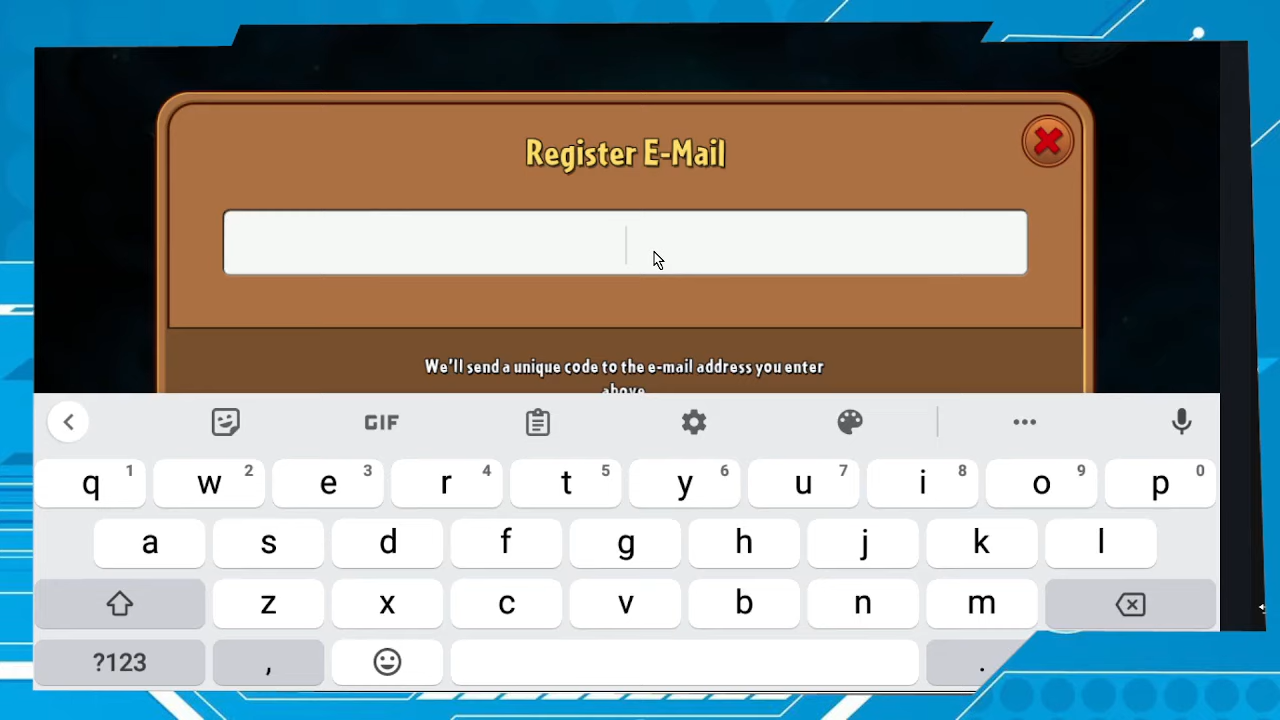 Register E-Mail
We'll send a unique code to the e-mail address you enter
above
GIF
q 1 w 2 e 3 r 4 t 5 y 6 u 7 i 8 o 9 p 0
a s d f g h j k l
z x c v b n m
?123 , .